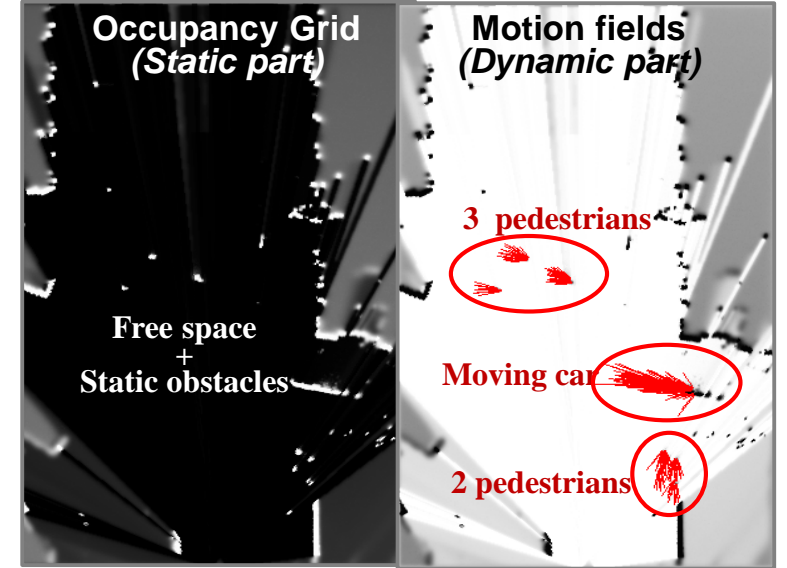 Occupancy Grid
(Static part)
Free space
+
Static obstacles
Motion fields
(Dynamic part)
3 pedestrians
Moving car
2 pedestrians